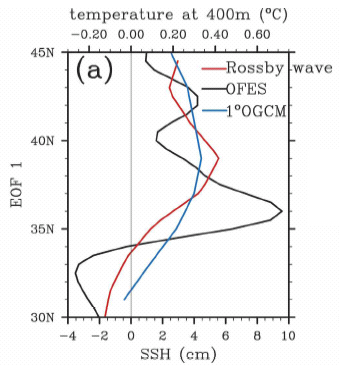 temperature at 400m (°C)
-0.20 0.00 0.20 0.40 0.60
45N
(a)
Rossby wave
OFES
1°OGCM
40N
EOF 1
35N
30N
-4 -2 0 2 4 6 8 10
SSH (cm)